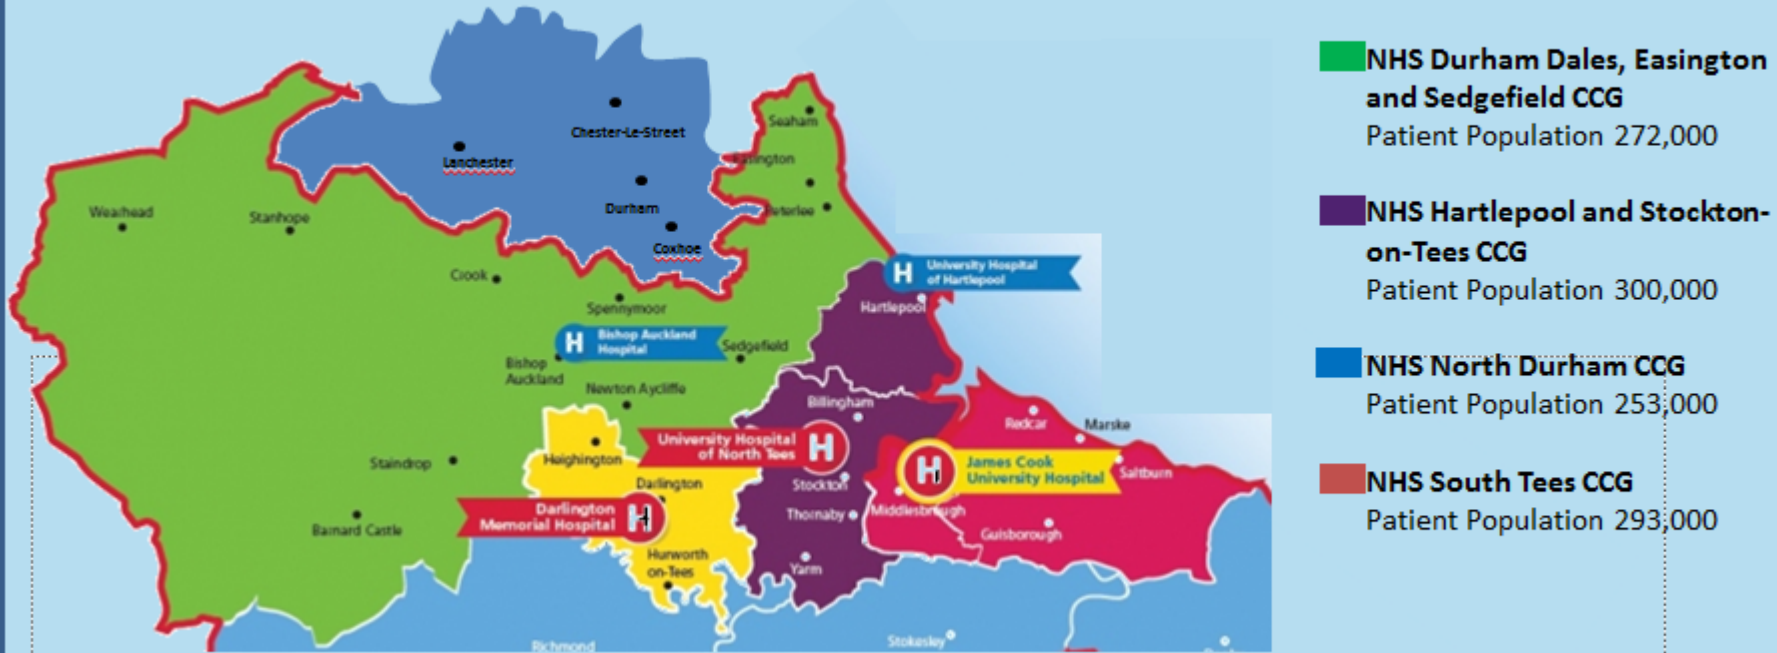 Chester-Le-Street
Lanchester
Durham
Coxhoe
Seaham
Easington
Peterlee
Wearhead
Stanhope
Crook
Spennymoor
H University Hospital
of Hartlepool
Hartlepool
H Bishop Auckland
Hospital
Sedgefield
Bishop
Auckland
Newton Aycliffe
Billingham
Redcar
Marske
University Hospital
of North Tees H
Heighington
Staindrop
Darlington
Stockton
H James Cook
University Hospital
Saltburn
Darlington
Memorial Hospital H
Barnard Castle
Thornaby
Middlesbrough
Guisborough
Hurworth
on-Tees
Yarm
Richmond
Stokesley
NHS Durham Dales, Easington
and Sedgefield CCG
Patient Population 272,000
NHS Hartlepool and Stockton-
on-Tees CCG
Patient Population 300,000
NHS North Durham CCG
Patient Population 253,000
NHS South Tees CCG
Patient Population 293,000